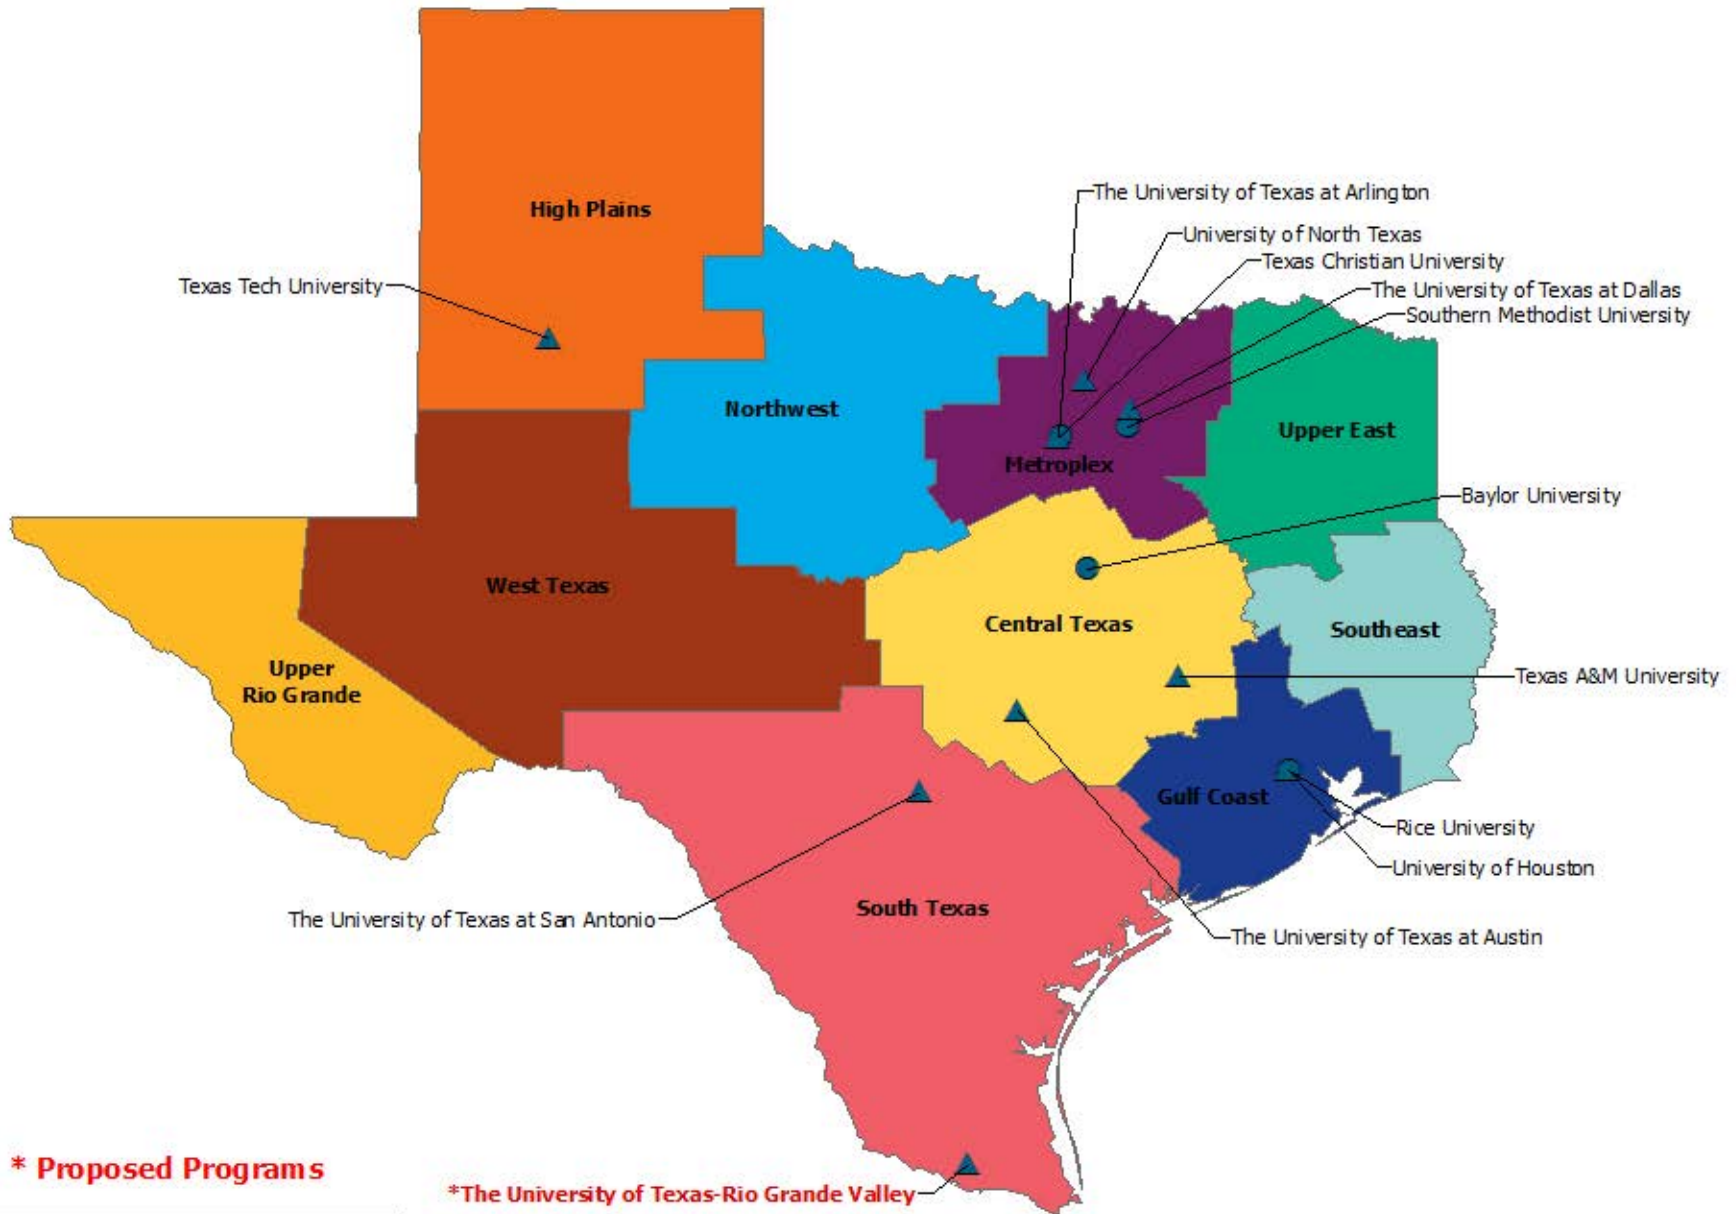 The University of Texas at Arlington
High Plains
University of North Texas
Texas Christian University
Texas Tech University
The University of Texas at Dallas
Southern Methodist University
Northwest
Upper East
Metroplex
Baylor University
West Texas
Central Texas
Southeast
Upper
Rio Grande
Texas A&M University
Gulf Coast
Rice University
University of Houston
South Texas
The University of Texas at San Antonio
The University of Texas at Austin
* Proposed Programs
*The University of Texas-Rio Grande Valley